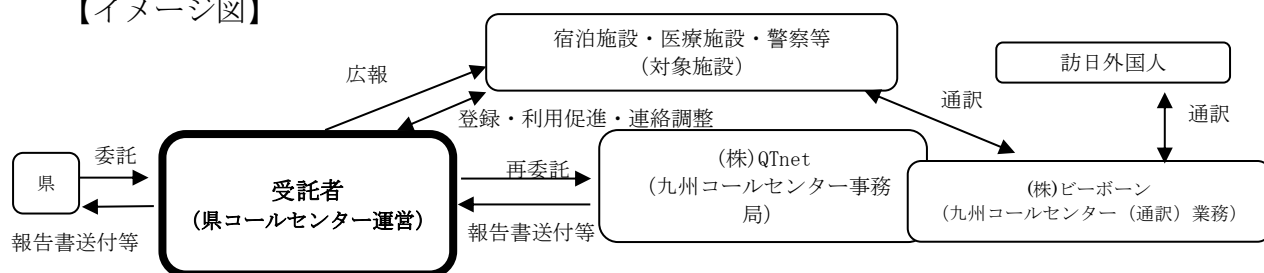 【イメージ図】
宿泊施設・医療施設・警察等
（対象施設）
訪日外国人
広報
通訳
通訳
登録・利用促進・連絡調整
県
委託
受託者
（県コールセンター運営）
再委託
(株)QTnet
（九州コールセンター事務
局）
(株)ビーボーン
（九州コールセンター（通訳）業務）
報告書送付等
報告書送付等